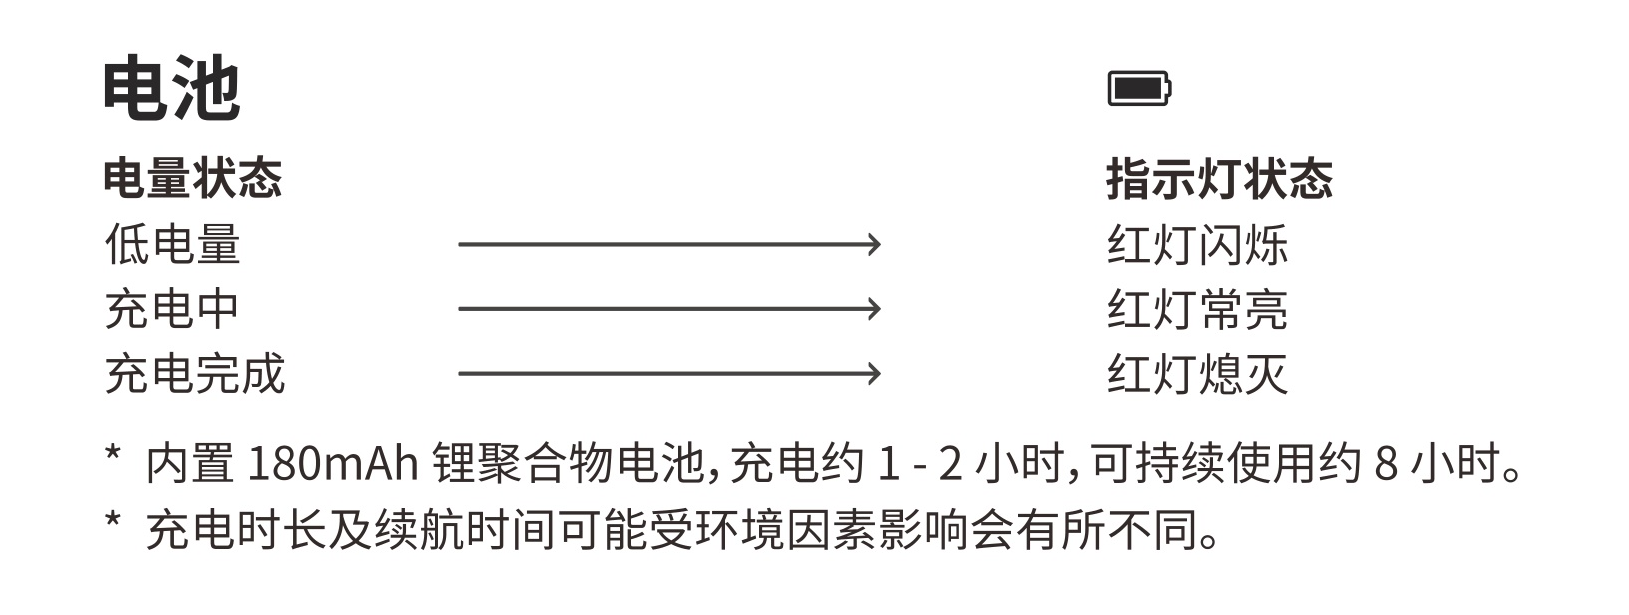 电池
电量状态 指示灯状态
低电量 红灯闪烁
充电中 红灯常亮
充电完成 红灯熄灭
* 内置 180mAh 锂聚合物电池，充电约 1 - 2 小时，可持续使用约 8 小时。
* 充电时长及续航时间可能受环境因素影响会有所不同。